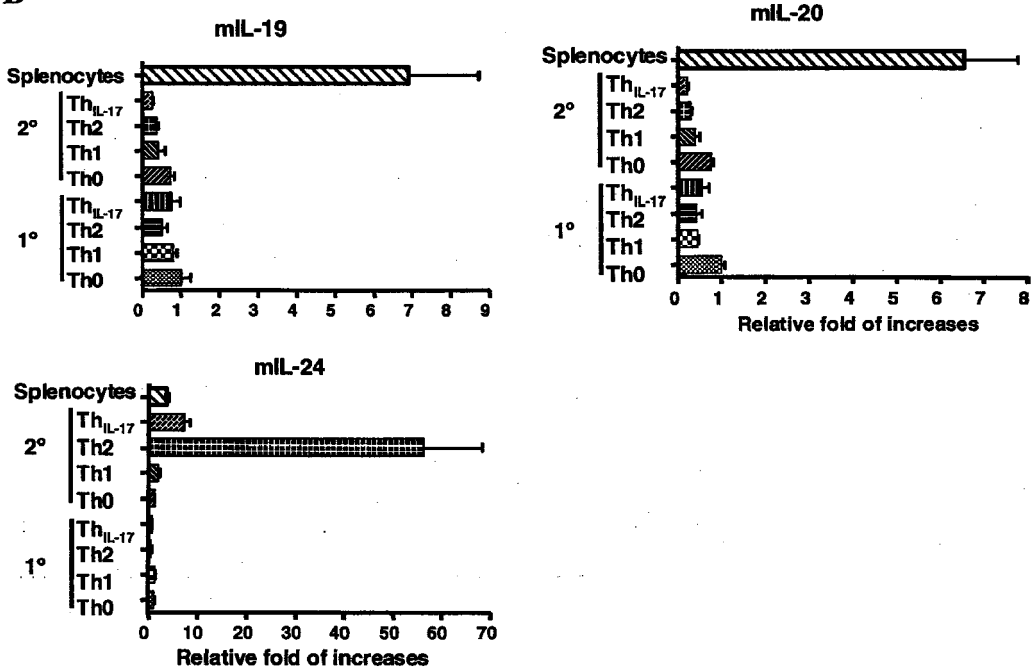 B
mIL-19
Splenocytes
2°
Th_IL-17
Th2
Th1
Th0
1°
Th_IL-17
Th2
Th1
Th0
0 1 2 3 4 5 6 7 8 9
mIL-20
Splenocytes
2°
Th_IL-17
Th2
Th1
Th0
1°
Th_IL-17
Th2
Th1
Th0
0 1 2 3 4 5 6 7 8
Relative fold of increases
mIL-24
Splenocytes
2°
Th_IL-17
Th2
Th1
Th0
1°
Th_IL-17
Th2
Th1
Th0
0 10 20 30 40 50 60 70
Relative fold of increases